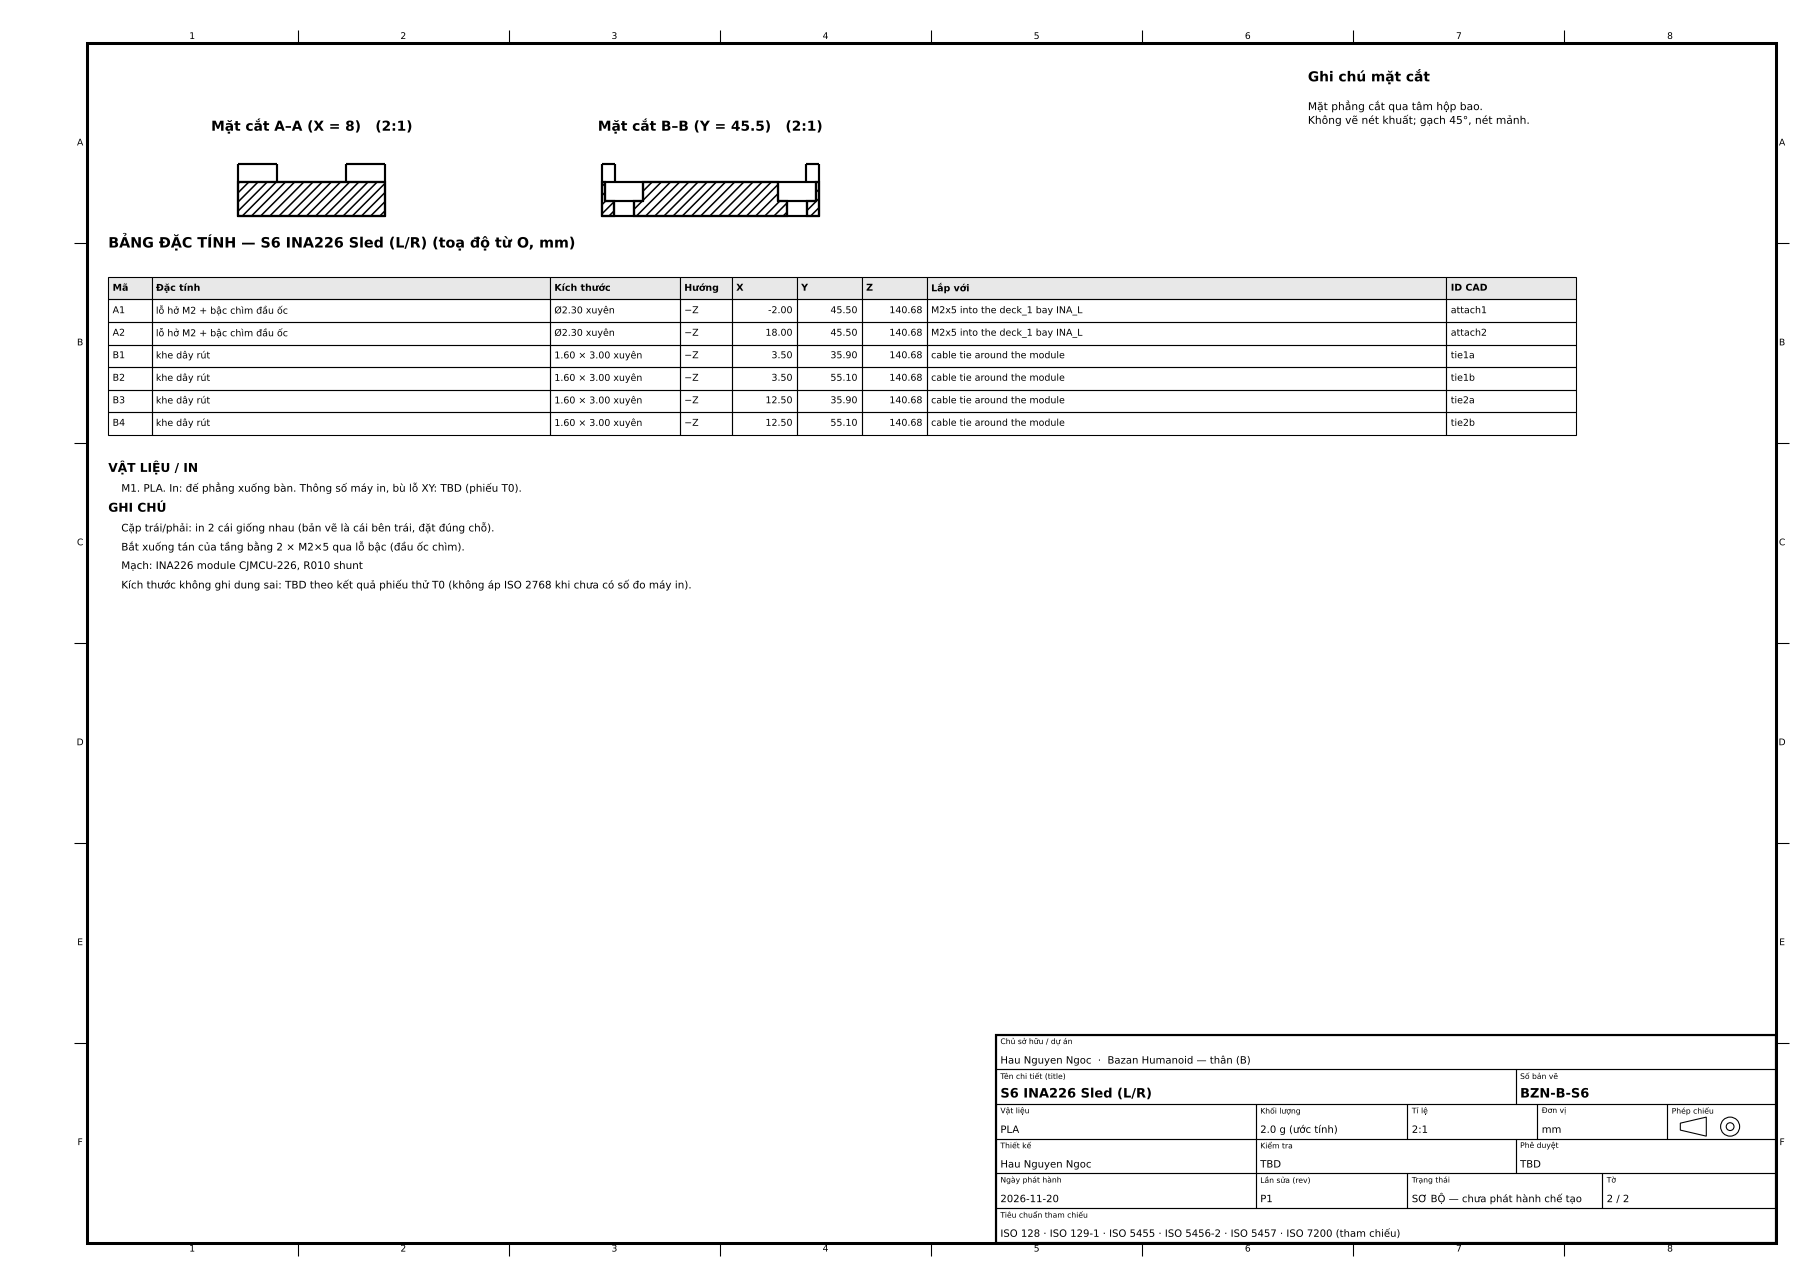 1 2 3 4 5 6 7 8
Ghi chú mặt cắt
Mặt phẳng cắt qua tâm hộp bao.
Không vẽ nét khuất; gạch 45°, nét mảnh.
Mặt cắt A–A (X = 8) (2:1)
Mặt cắt B–B (Y = 45.5) (2:1)
A A
BẢNG ĐẶC TÍNH — S6 INA226 Sled (L/R) (toạ độ từ O, mm)
Mã Đặc tính Kích thước Hướng X Y Z Lắp với ID CAD
A1 lỗ hở M2 + bậc chìm đầu ốc Ø2.30 xuyên −Z -2.00 45.50 140.68 M2x5 into the deck_1 bay INA_L attach1
A2 lỗ hở M2 + bậc chìm đầu ốc Ø2.30 xuyên −Z 18.00 45.50 140.68 M2x5 into the deck_1 bay INA_L attach2
B B
B1 khe dây rút 1.60 × 3.00 xuyên −Z 3.50 35.90 140.68 cable tie around the module tie1a
B2 khe dây rút 1.60 × 3.00 xuyên −Z 3.50 55.10 140.68 cable tie around the module tie1b
B3 khe dây rút 1.60 × 3.00 xuyên −Z 12.50 35.90 140.68 cable tie around the module tie2a
B4 khe dây rút 1.60 × 3.00 xuyên −Z 12.50 55.10 140.68 cable tie around the module tie2b
VẬT LIỆU / IN
M1. PLA. In: đế phẳng xuống bàn. Thông số máy in, bù lỗ XY: TBD (phiếu T0).
GHI CHÚ
Cặp trái/phải: in 2 cái giống nhau (bản vẽ là cái bên trái, đặt đúng chỗ).
C C
Bắt xuống tán của tầng bằng 2 × M2×5 qua lỗ bậc (đầu ốc chìm).
Mạch: INA226 module CJMCU-226, R010 shunt
Kích thước không ghi dung sai: TBD theo kết quả phiếu thử T0 (không áp ISO 2768 khi chưa có số đo máy in).
D D
E E
Chủ sở hữu / dự án
Hau Nguyen Ngoc · Bazan Humanoid — thân (B)
Tên chi tiết (title) Số bản vẽ
S6 INA226 Sled (L/R) BZN-B-S6
Vật liệu Khối lượng Tỉ lệ Đơn vị Phép chiếu
PLA 2.0 g (ước tính) 2:1 mm
F F
Thiết kế Kiểm tra Phê duyệt
Hau Nguyen Ngoc TBD TBD
Ngày phát hành Lần sửa (rev) Trạng thái Tờ
2026-11-20 P1 SƠ BỘ — chưa phát hành chế tạo 2 / 2
Tiêu chuẩn tham chiếu
ISO 128 · ISO 129-1 · ISO 5455 · ISO 5456-2 · ISO 5457 · ISO 7200 (tham chiếu)
1 2 3 4 5 6 7 8